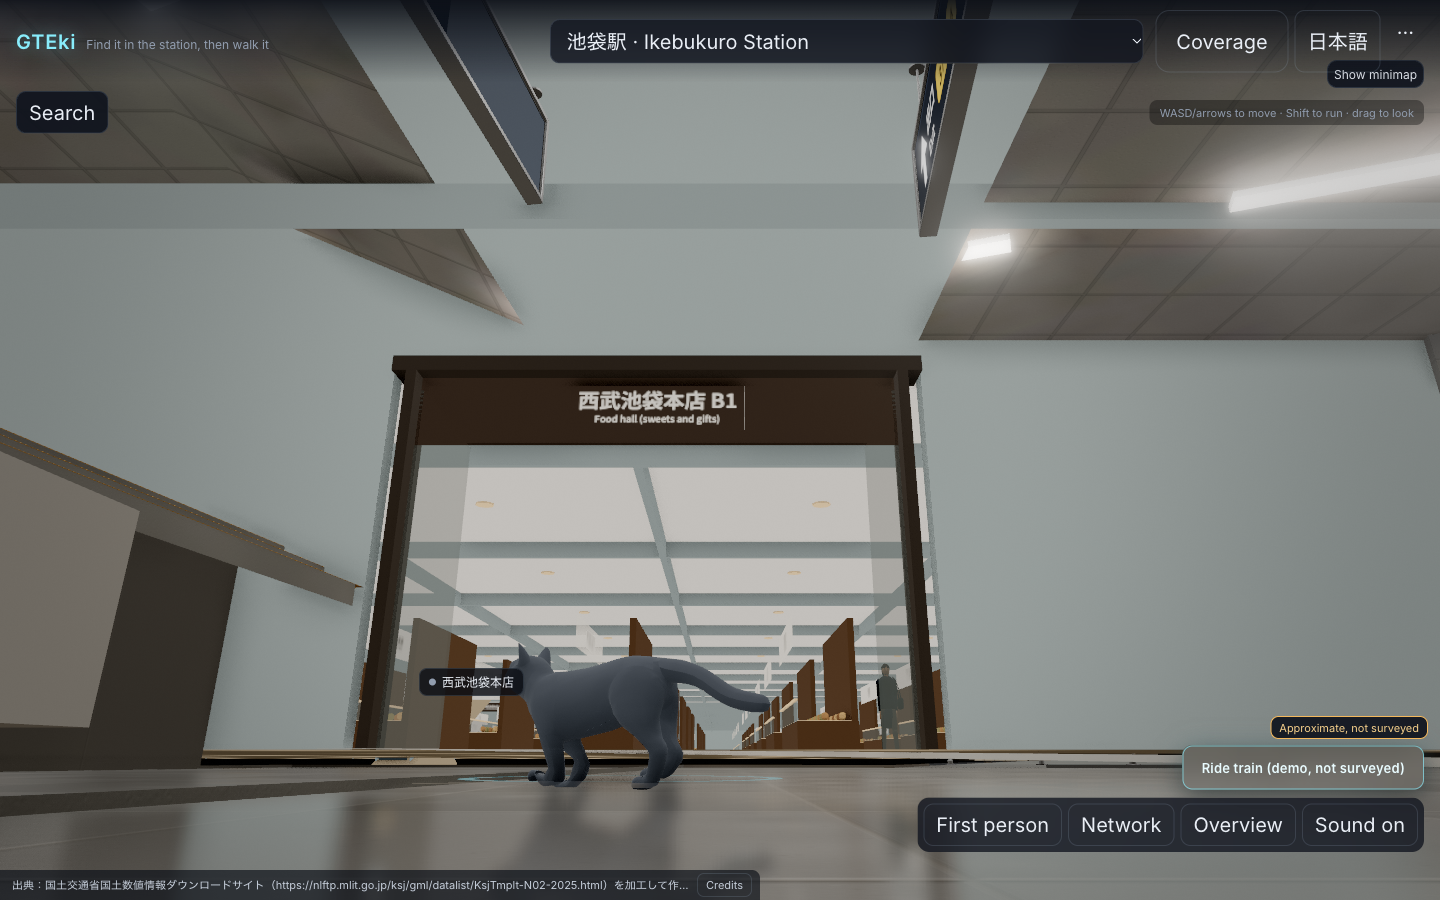 GTEki Find it in the station, then walk it
池袋駅 · Ikebukuro Station
Coverage
日本語
...
Show minimap
Search
WASD/arrows to move · Shift to run · drag to look
西武池袋本店 B1
Food hall (sweets and gifts)
西武池袋本店
Approximate, not surveyed
Ride train (demo, not surveyed)
First person
Network
Overview
Sound on
出典：国土交通省国土数値情報ダウンロードサイト（https://nlftp.mlit.go.jp/ksj/gml/datalist/KsjTmplt-N02-2025.html）を加工して作...
Credits